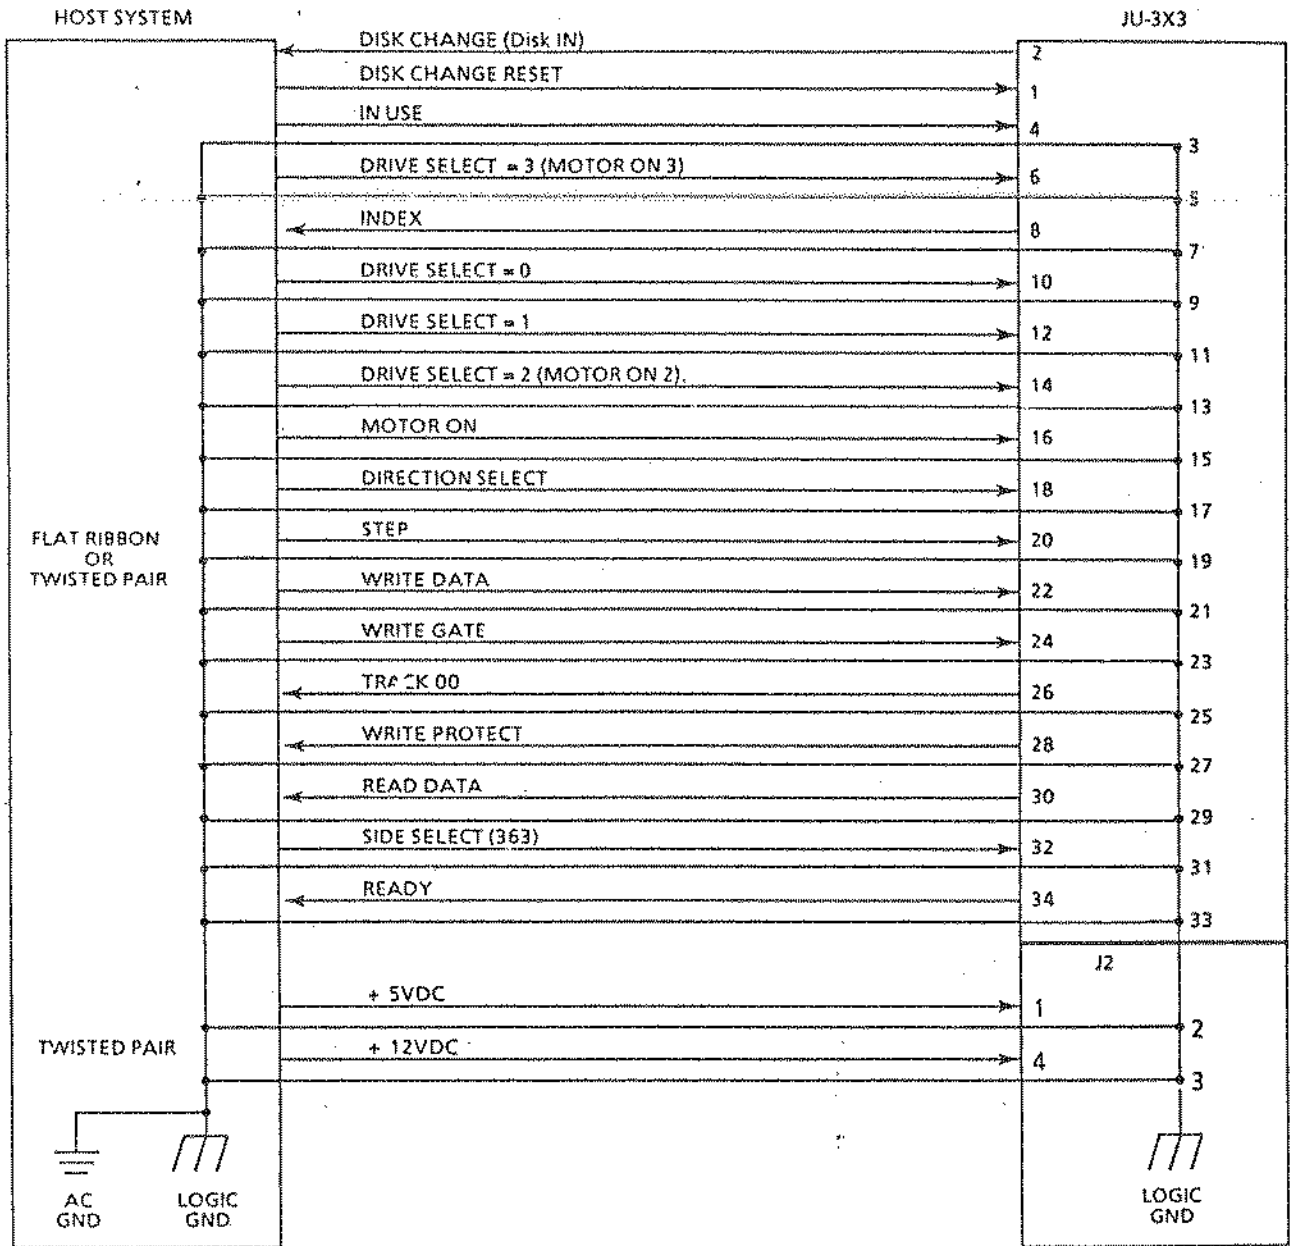 HOST SYSTEM
JU-3X3
DISK CHANGE (Disk IN)
2
DISK CHANGE RESET
1
IN USE
4
3
DRIVE SELECT = 3 (MOTOR ON 3)
6
5
INDEX
8
7
DRIVE SELECT = 0
10
9
DRIVE SELECT = 1
12
11
DRIVE SELECT = 2 (MOTOR ON 2).
14
13
MOTOR ON
16
15
DIRECTION SELECT
18
17
STEP
20
19
FLAT RIBBON
OR
TWISTED PAIR
WRITE DATA
22
21
WRITE GATE
24
23
TRACK 00
26
25
WRITE PROTECT
28
27
READ DATA
30
29
SIDE SELECT (363)
32
31
READY
34
33
J2
+ 5VDC
1
2
TWISTED PAIR
+ 12VDC
4
3
AC
GND
LOGIC
GND
LOGIC
GND